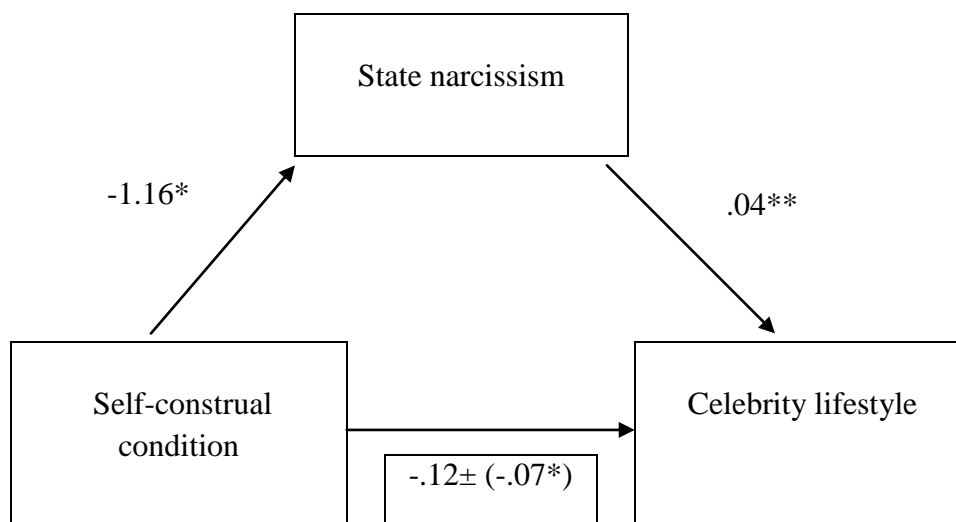 State narcissism
-1.16*
.04**
Self-construal
condition
Celebrity lifestyle
-.12± (-.07*)